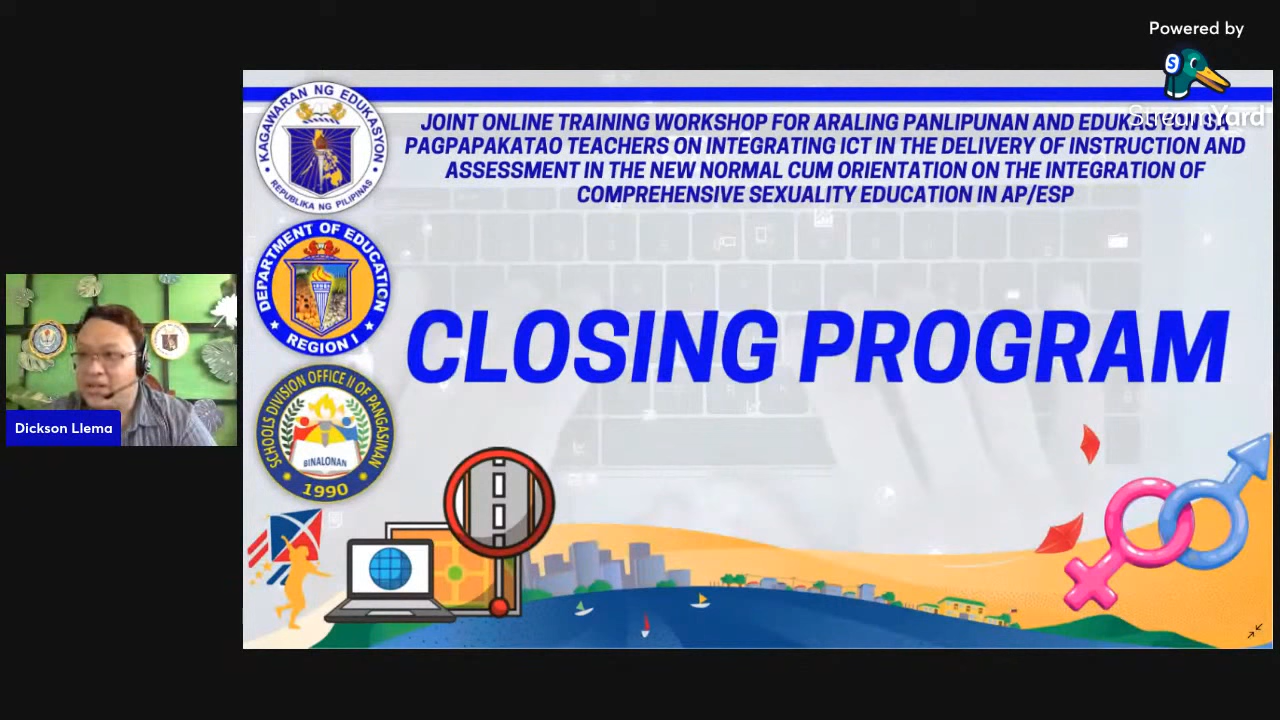 Powered by
StreamYard
JOINT ONLINE TRAINING WORKSHOP FOR ARALING PANLIPUNAN AND EDUKASYON SA
PAGPAPAKATAO TEACHERS ON INTEGRATING ICT IN THE DELIVERY OF INSTRUCTION AND
ASSESSMENT IN THE NEW NORMAL CUM ORIENTATION ON THE INTEGRATION OF
COMPREHENSIVE SEXUALITY EDUCATION IN AP/ESP
KAGAWARAN NG EDUKASYON
REPUBLIKA NG PILIPINAS
DEPARTMENT OF EDUCATION
REGION I
CLOSING PROGRAM
SCHOOLS DIVISION OFFICE II OF PANGASINAN
BINALONAN
1990
Dickson Llema